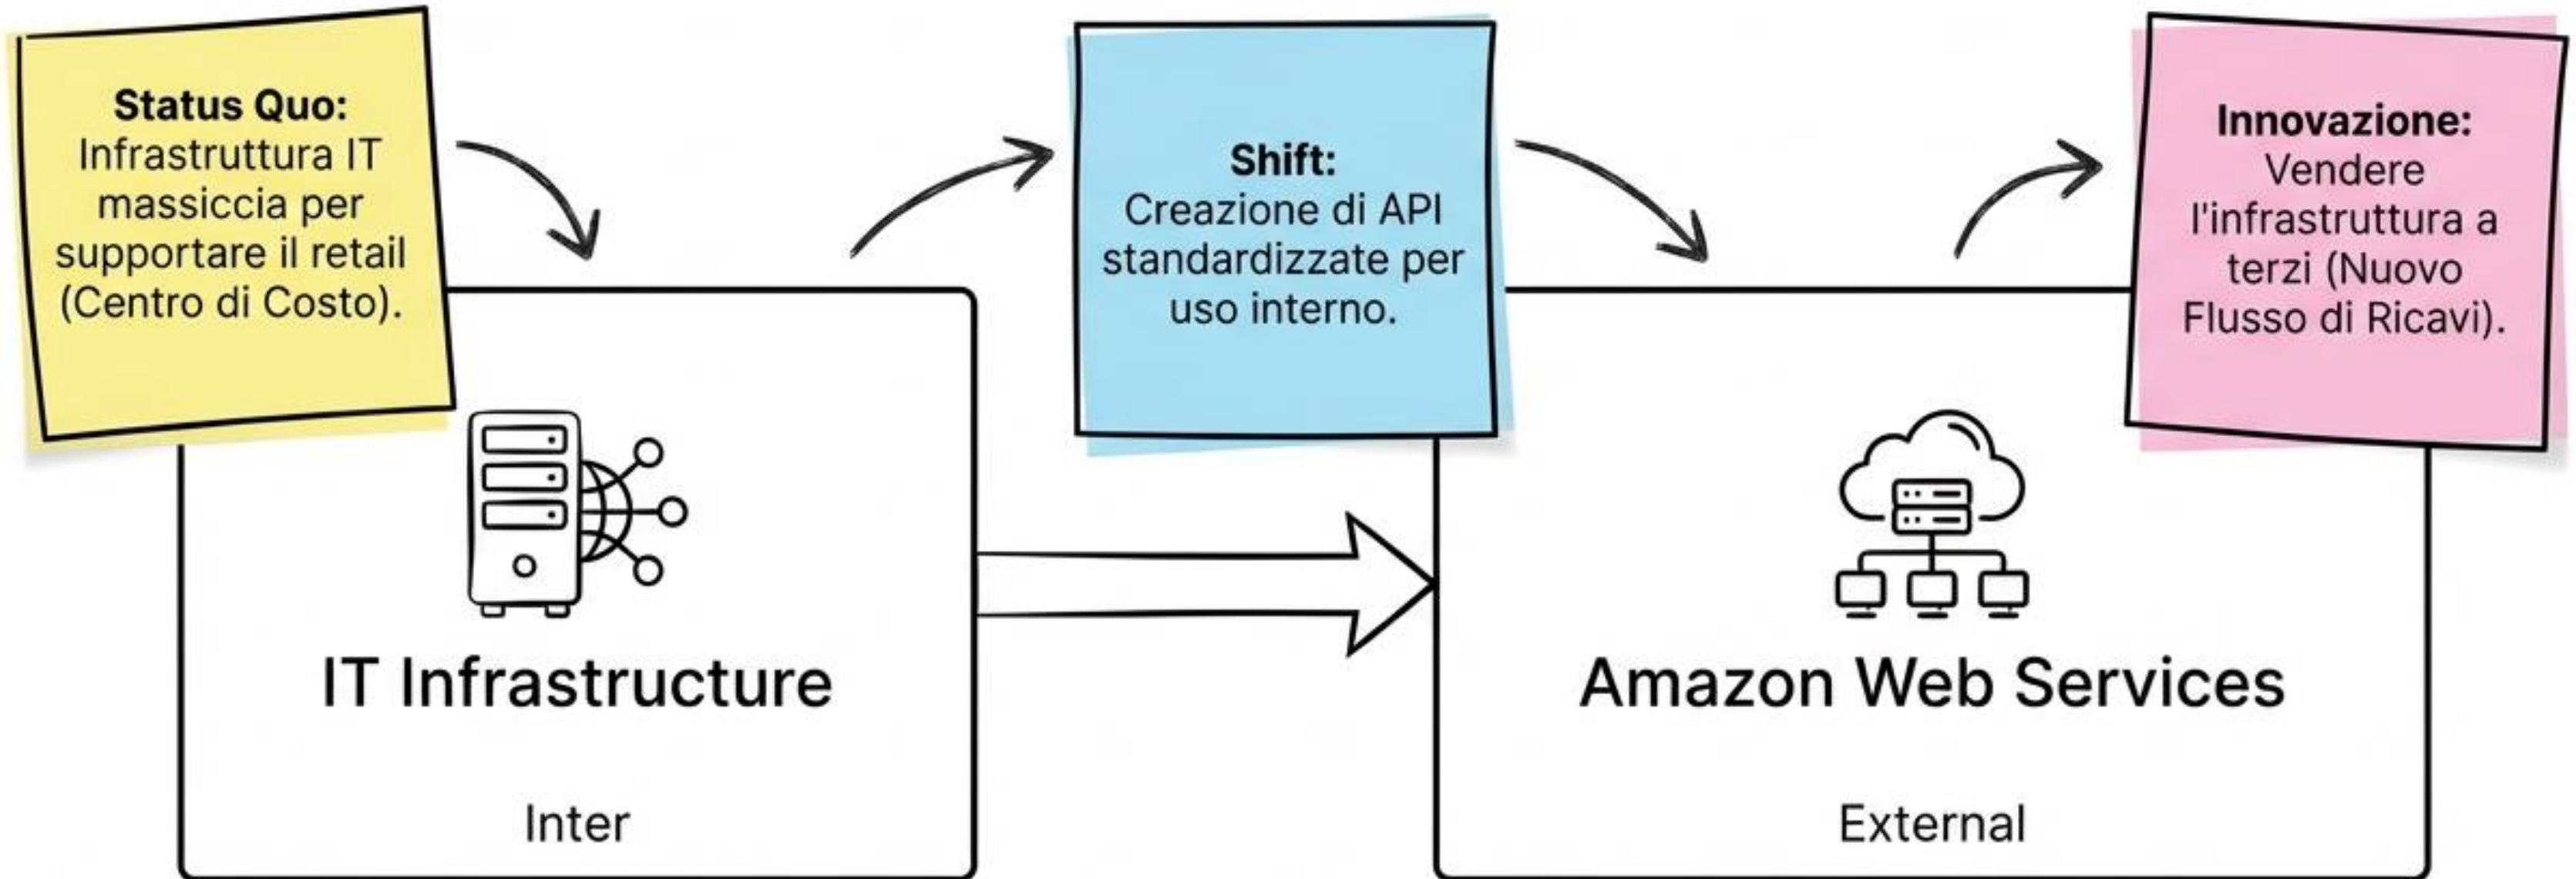 Status Quo:
Infrastruttura IT
massiccia per
supportare il retail
(Centro di Costo).
Shift:
Creazione di API
standardizzate per
uso interno.
Innovazione:
Vendere
l'infrastruttura a
terzi (Nuovo
Flusso di Ricavi).
IT Infrastructure
Inter
Amazon Web Services
External